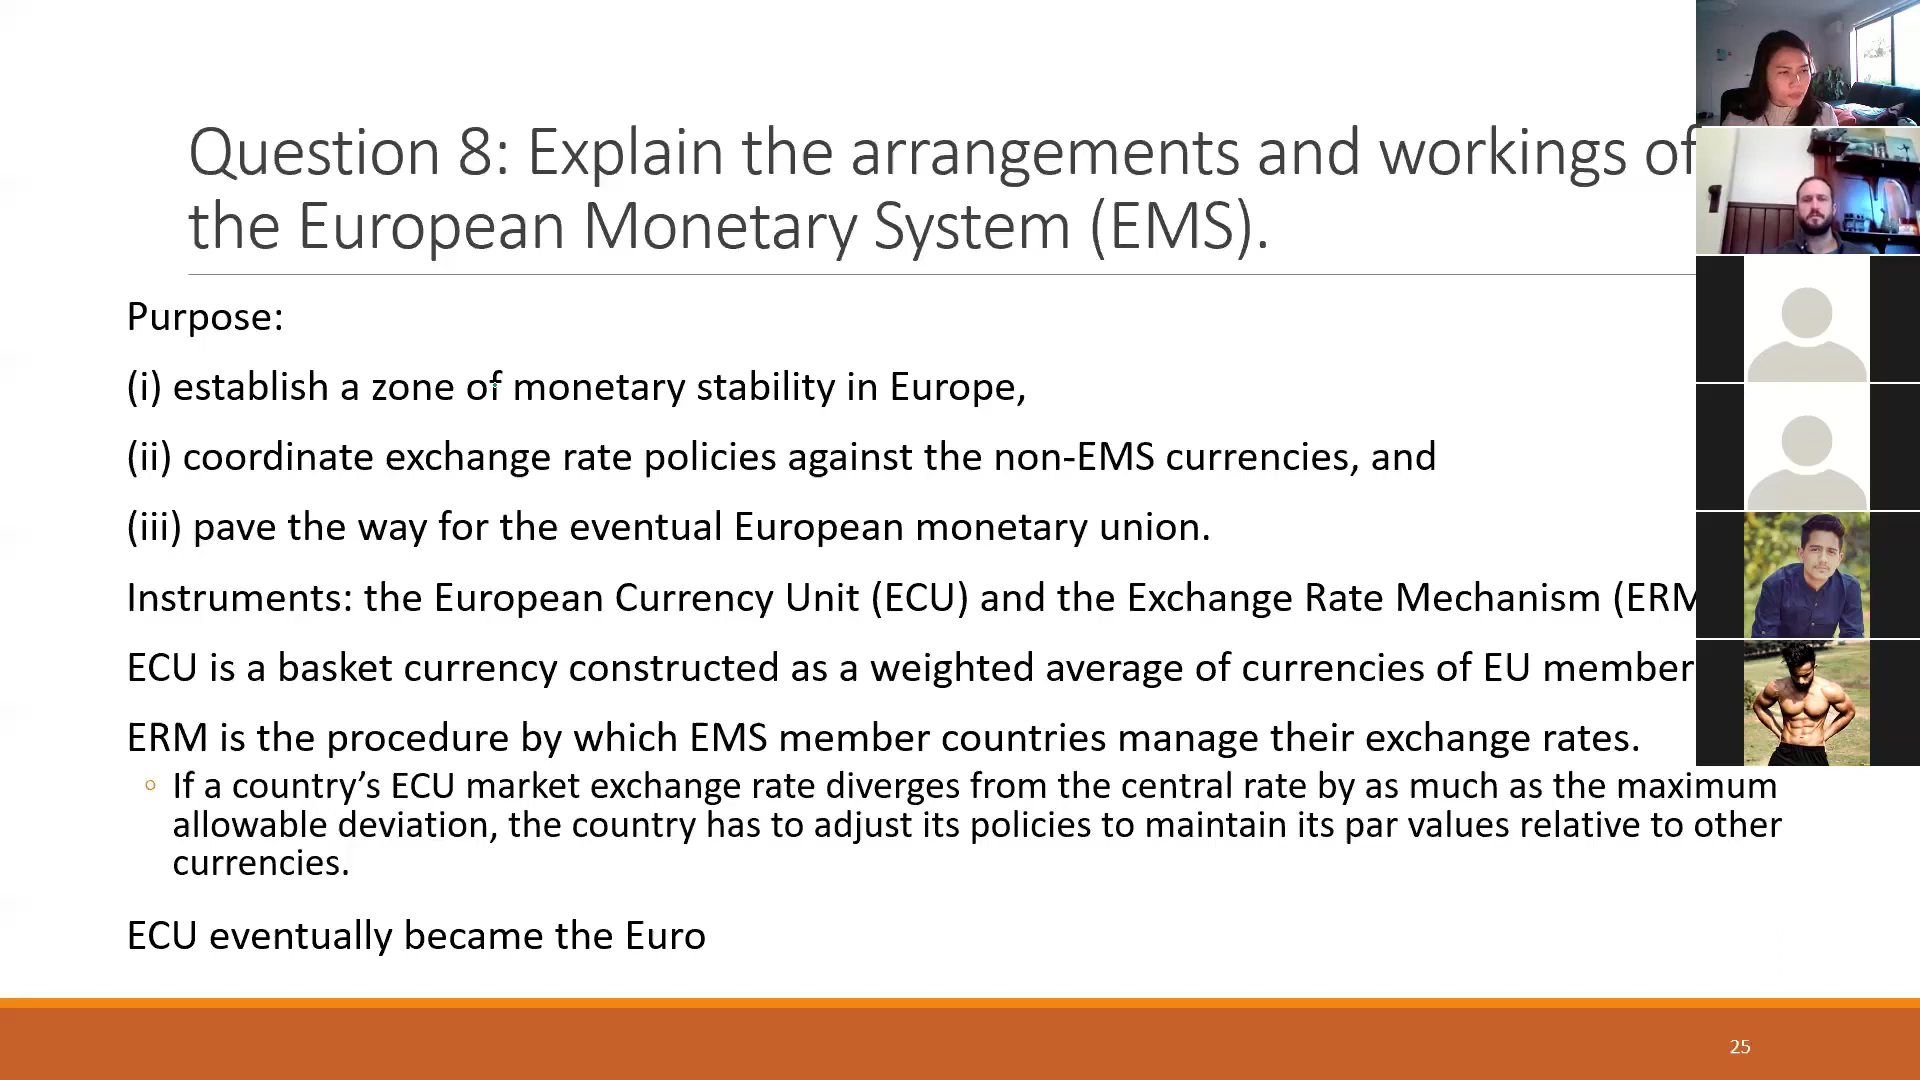 Question 8: Explain the arrangements and workings of
the European Monetary System (EMS).
Purpose:
(i) establish a zone of monetary stability in Europe,
(ii) coordinate exchange rate policies against the non-EMS currencies, and
(iii) pave the way for the eventual European monetary union.
Instruments: the European Currency Unit (ECU) and the Exchange Rate Mechanism (ERM
ECU is a basket currency constructed as a weighted average of currencies of EU member
ERM is the procedure by which EMS member countries manage their exchange rates.
◦ If a country’s ECU market exchange rate diverges from the central rate by as much as the maximum
allowable deviation, the country has to adjust its policies to maintain its par values relative to other
currencies.
ECU eventually became the Euro
25